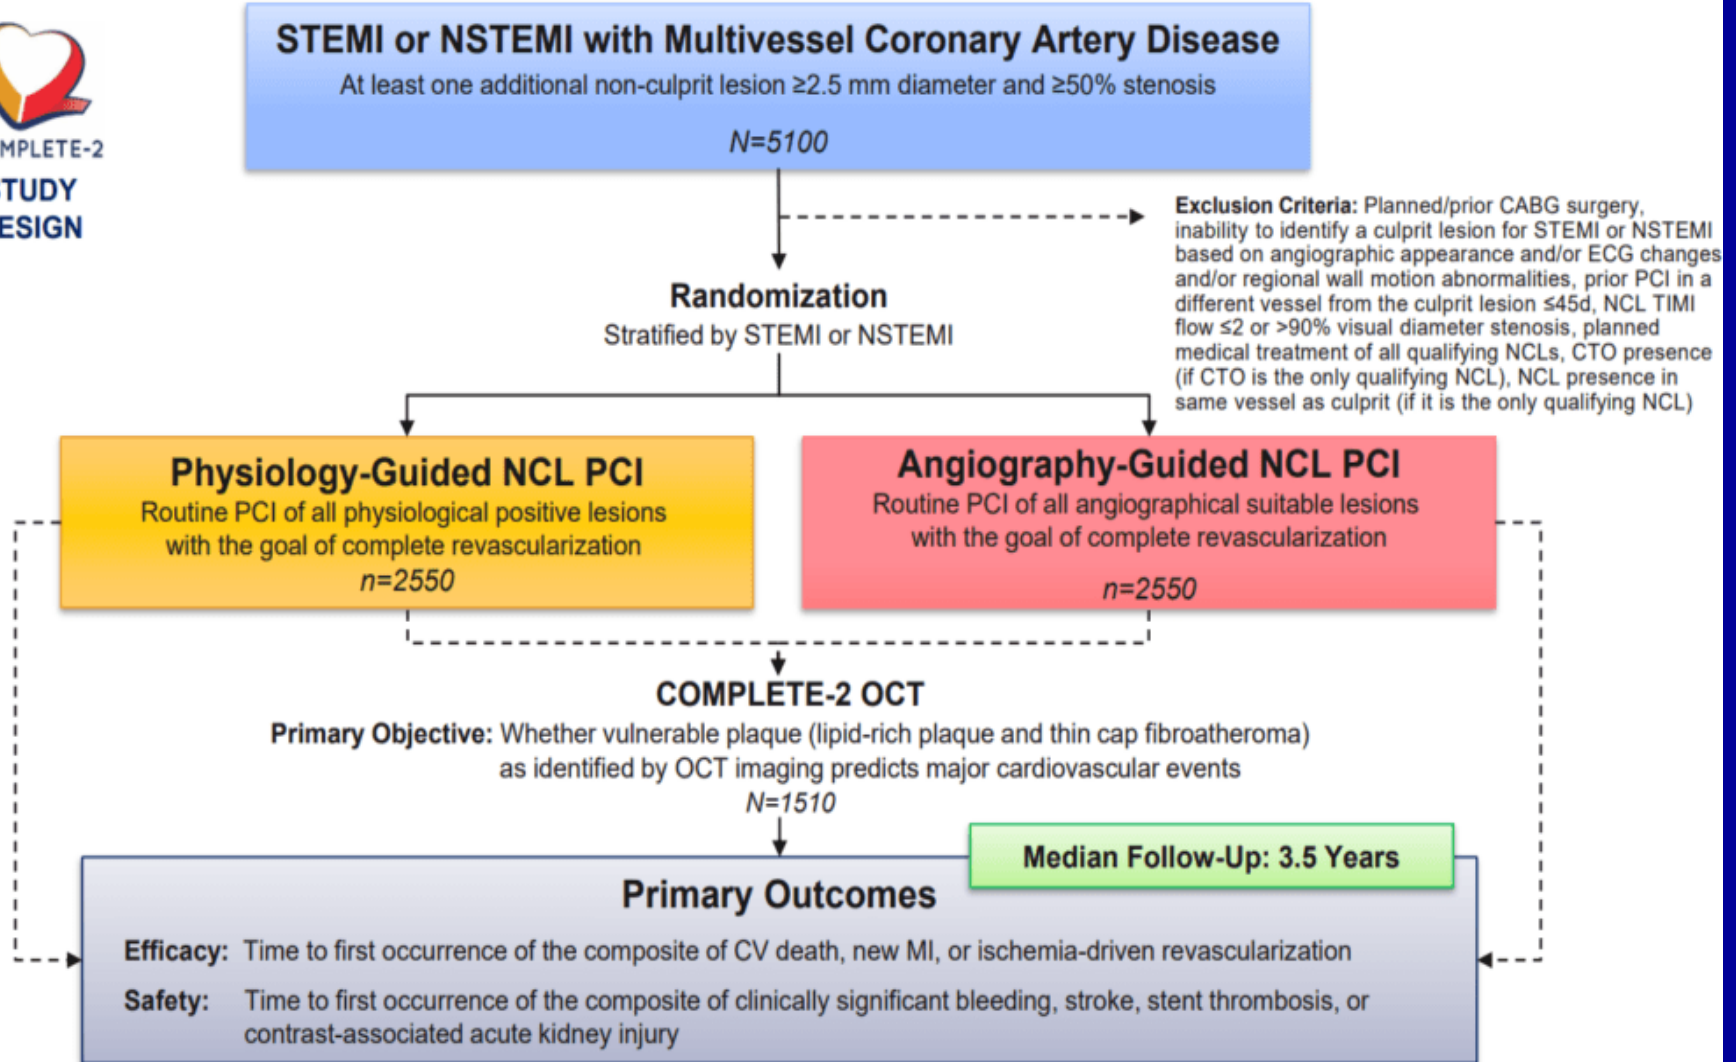 STEMI or NSTEMI with Multivessel Coronary Artery Disease
At least one additional non-culprit lesion ≥2.5 mm diameter and ≥50% stenosis
N=5100
MPLETE-2
TUDY
ESIGN
Exclusion Criteria: Planned/prior CABG surgery,
inability to identify a culprit lesion for STEMI or NSTEMI
based on angiographic appearance and/or ECG changes
and/or regional wall motion abnormalities, prior PCI in a
different vessel from the culprit lesion ≤45d, NCL TIMI
flow ≤2 or >90% visual diameter stenosis, planned
medical treatment of all qualifying NCLs, CTO presence
(if CTO is the only qualifying NCL), NCL presence in
same vessel as culprit (if it is the only qualifying NCL)
Randomization
Stratified by STEMI or NSTEMI
Physiology-Guided NCL PCI
Routine PCI of all physiological positive lesions
with the goal of complete revascularization
n=2550
Angiography-Guided NCL PCI
Routine PCI of all angiographical suitable lesions
with the goal of complete revascularization
n=2550
COMPLETE-2 OCT
Primary Objective: Whether vulnerable plaque (lipid-rich plaque and thin cap fibroatheroma)
as identified by OCT imaging predicts major cardiovascular events
N=1510
Median Follow-Up: 3.5 Years
Primary Outcomes
Efficacy: Time to first occurrence of the composite of CV death, new MI, or ischemia-driven revascularization
Safety: Time to first occurrence of the composite of clinically significant bleeding, stroke, stent thrombosis, or
contrast-associated acute kidney injury